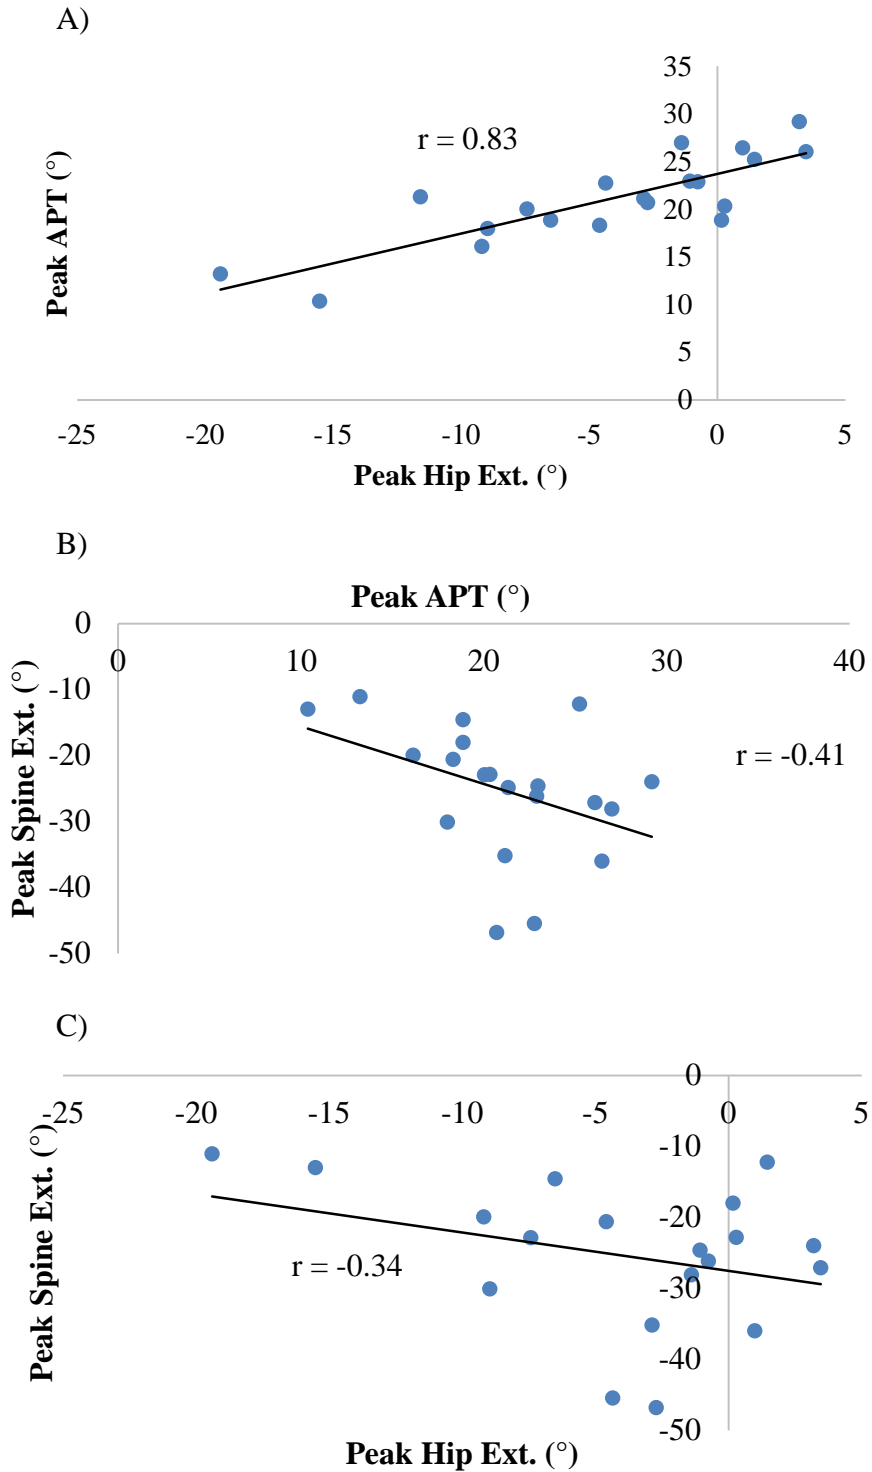 A)
35
30
r = 0.83
25
20
15
10
5
0
Peak APT (°)
-25 -20 -15 -10 -5 0 5
Peak Hip Ext. (°)
B)
Peak APT (°)
0
0 10 20 30 40
-10
-20
r = -0.41
-30
-40
-50
Peak Spine Ext. (°)
C)
0
-25 -20 -15 -10 -5 0 5
-10
-20
r = -0.34
-30
-40
-50
Peak Spine Ext. (°)
Peak Hip Ext. (°)